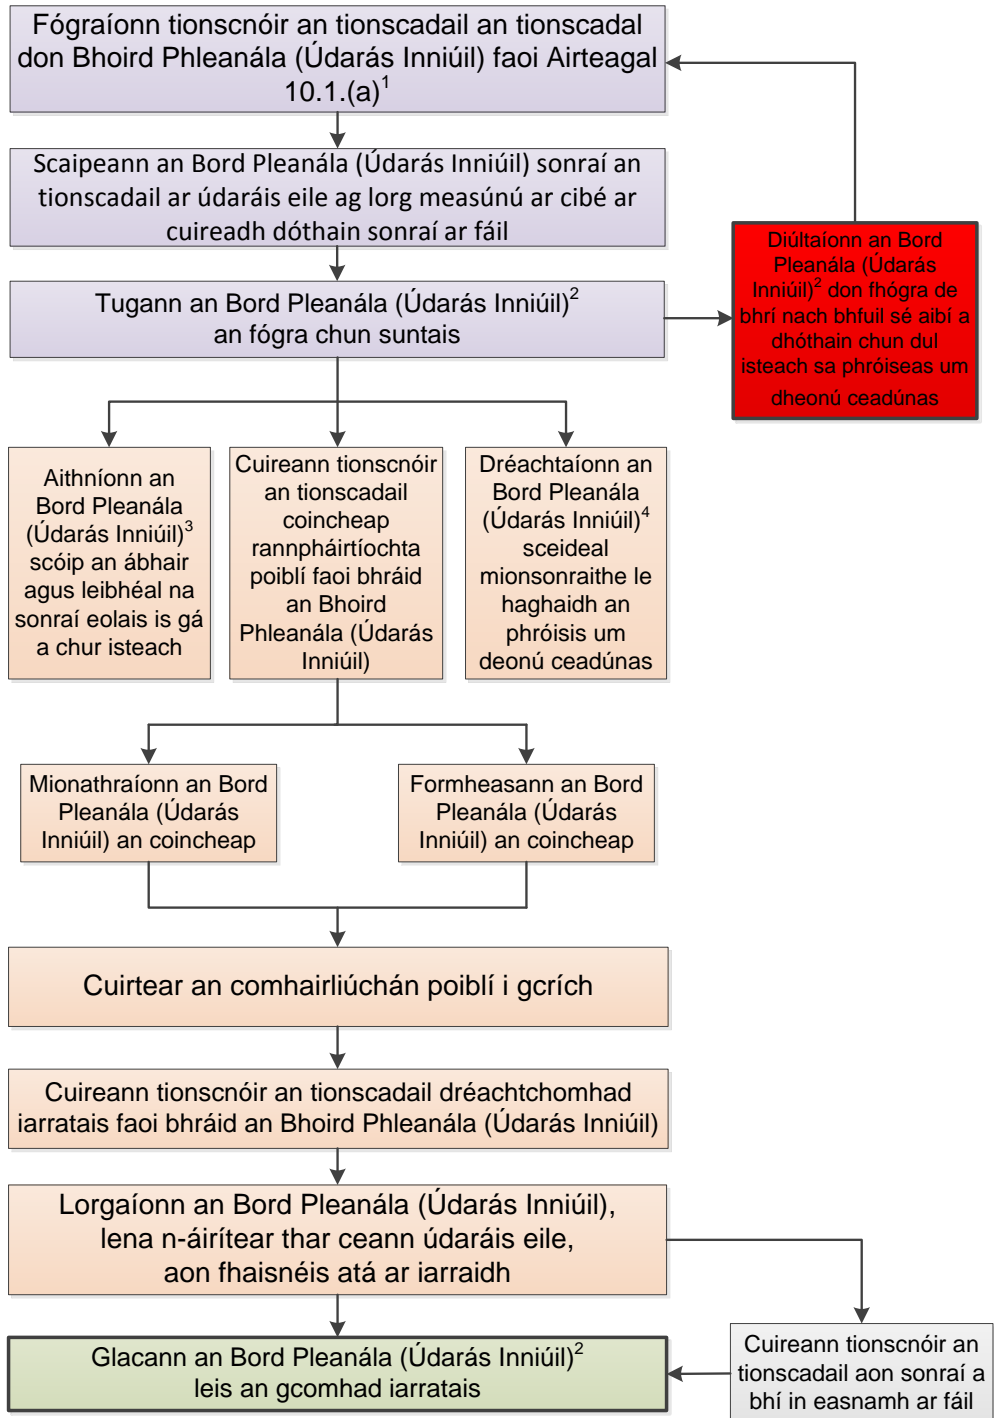 Fógraíonn tionscnóir an tionscadail an tionscadal
don Bhoird Phleanála (Údarás Inniúil) faoi Airteagal
10.1.(a)¹
Scaipeann an Bord Pleanála (Údarás Inniúil) sonraí an
tionscadail ar údaráis eile ag lorg measúnú ar cibé ar
cuireadh dóthain sonraí ar fáil
Tugann an Bord Pleanála (Údarás Inniúil)²
an fógra chun suntais
Diúltaíonn an Bord
Pleanála (Údarás
Inniúil)² don fhógra de
bhrí nach bhfuil sé aibí a
dhóthain chun dul
isteach sa phróiseas um
dheonú ceadúnas
Aithníonn an
Bord Pleanála
(Údarás Inniúil)³
scóip an ábhair
agus leibhéal na
sonraí eolais is gá
a chur isteach
Cuireann tionscnóir
an tionscadail
coincheap
rannpháirtíochta
poiblí faoi bhráid
an Bhoird
Phleanála (Údarás
Inniúil)
Dréachtaíonn an
Bord Pleanála
(Údarás Inniúil)⁴
sceideal
mionsonraithe le
haghaidh an
phróisis um
deonú ceadúnas
Mionathraíonn an Bord
Pleanála (Údarás
Inniúil) an coincheap
Formheasann an Bord
Pleanála (Údarás
Inniúil) an coincheap
Cuirtear an comhairliúchán poiblí i gcrích
Cuireann tionscnóir an tionscadail dréachtchomhad
iarratais faoi bhráid an Bhoird Phleanála (Údarás Inniúil)
Lorgaíonn an Bord Pleanála (Údarás Inniúil),
lena n-áirítear thar ceann údaráis eile,
aon fhaisnéis atá ar iarraidh
Glacann an Bord Pleanála (Údarás Inniúil)²
leis an gcomhad iarratais
Cuireann tionscnóir an
tionscadail aon sonraí a
bhí in easnamh ar fáil